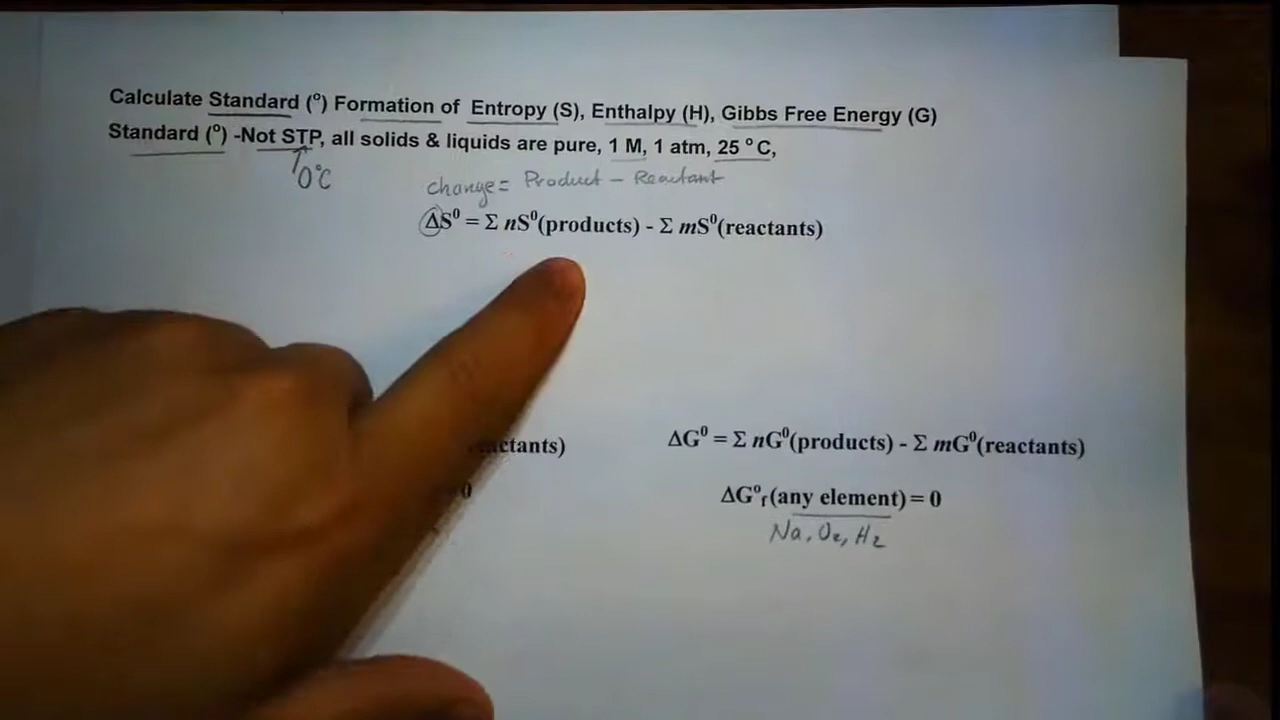 Calculate Standard (°) Formation of Entropy (S), Enthalpy (H), Gibbs Free Energy (G)
Standard (°) -Not STP, all solids & liquids are pure, 1 M, 1 atm, 25 °C,
0°C
change = Product - Reactant
ΔS⁰ = Σ nS⁰(products) - Σ mS⁰(reactants)
ΔG⁰ = Σ nG⁰(products) - Σ mG⁰(reactants)
ΔG°f(any element) = 0
Na, O₂, H₂